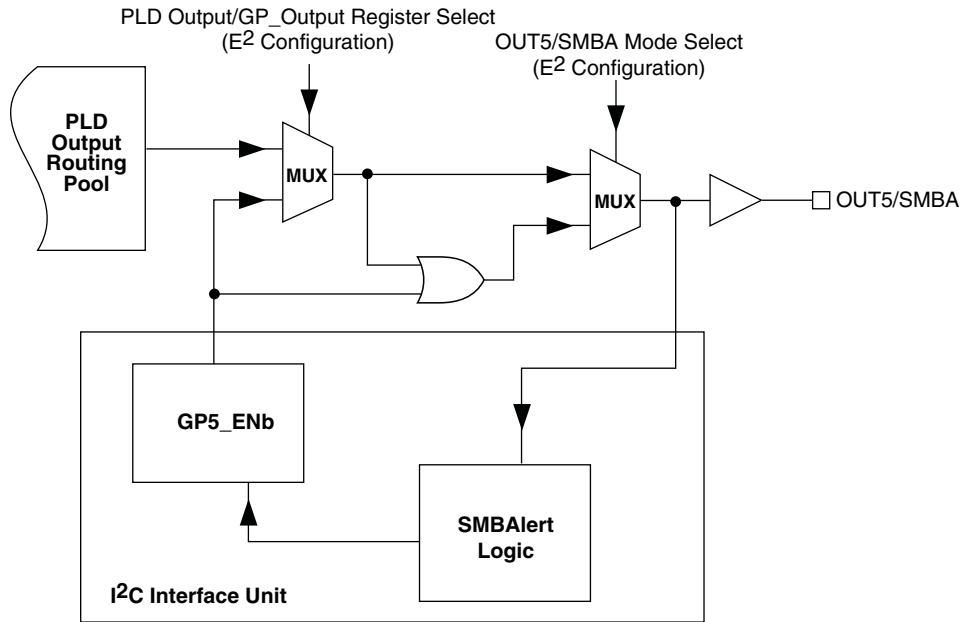 PLD Output/GP_Output Register Select
(E2 Configuration)
OUT5/SMBA Mode Select
(E2 Configuration)
PLD
Output
Routing
Pool
MUX
MUX
OUT5/SMBA
GP5_ENb
SMBAlert
Logic
I2C Interface Unit